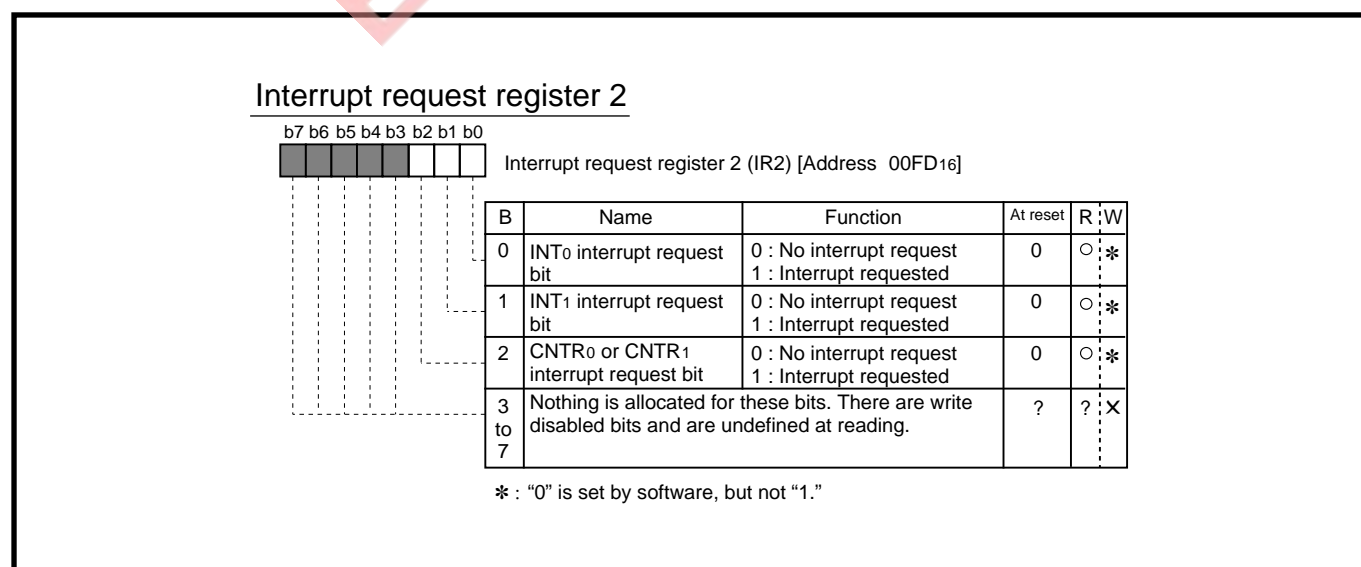 Interrupt request register 2
b7 b6 b5 b4 b3 b2 b1 b0
Interrupt request register 2 (IR2) [Address 00FD16]
B Name Function At reset R W
0 INT0 interrupt request bit 0 : No interrupt request 1 : Interrupt requested 0 ○ ✻
1 INT1 interrupt request bit 0 : No interrupt request 1 : Interrupt requested 0 ○ ✻
2 CNTR0 or CNTR1 interrupt request bit 0 : No interrupt request 1 : Interrupt requested 0 ○ ✻
3 to 7 Nothing is allocated for these bits. There are write disabled bits and are undefined at reading. ? ? ×
✻ : “0” is set by software, but not “1.”